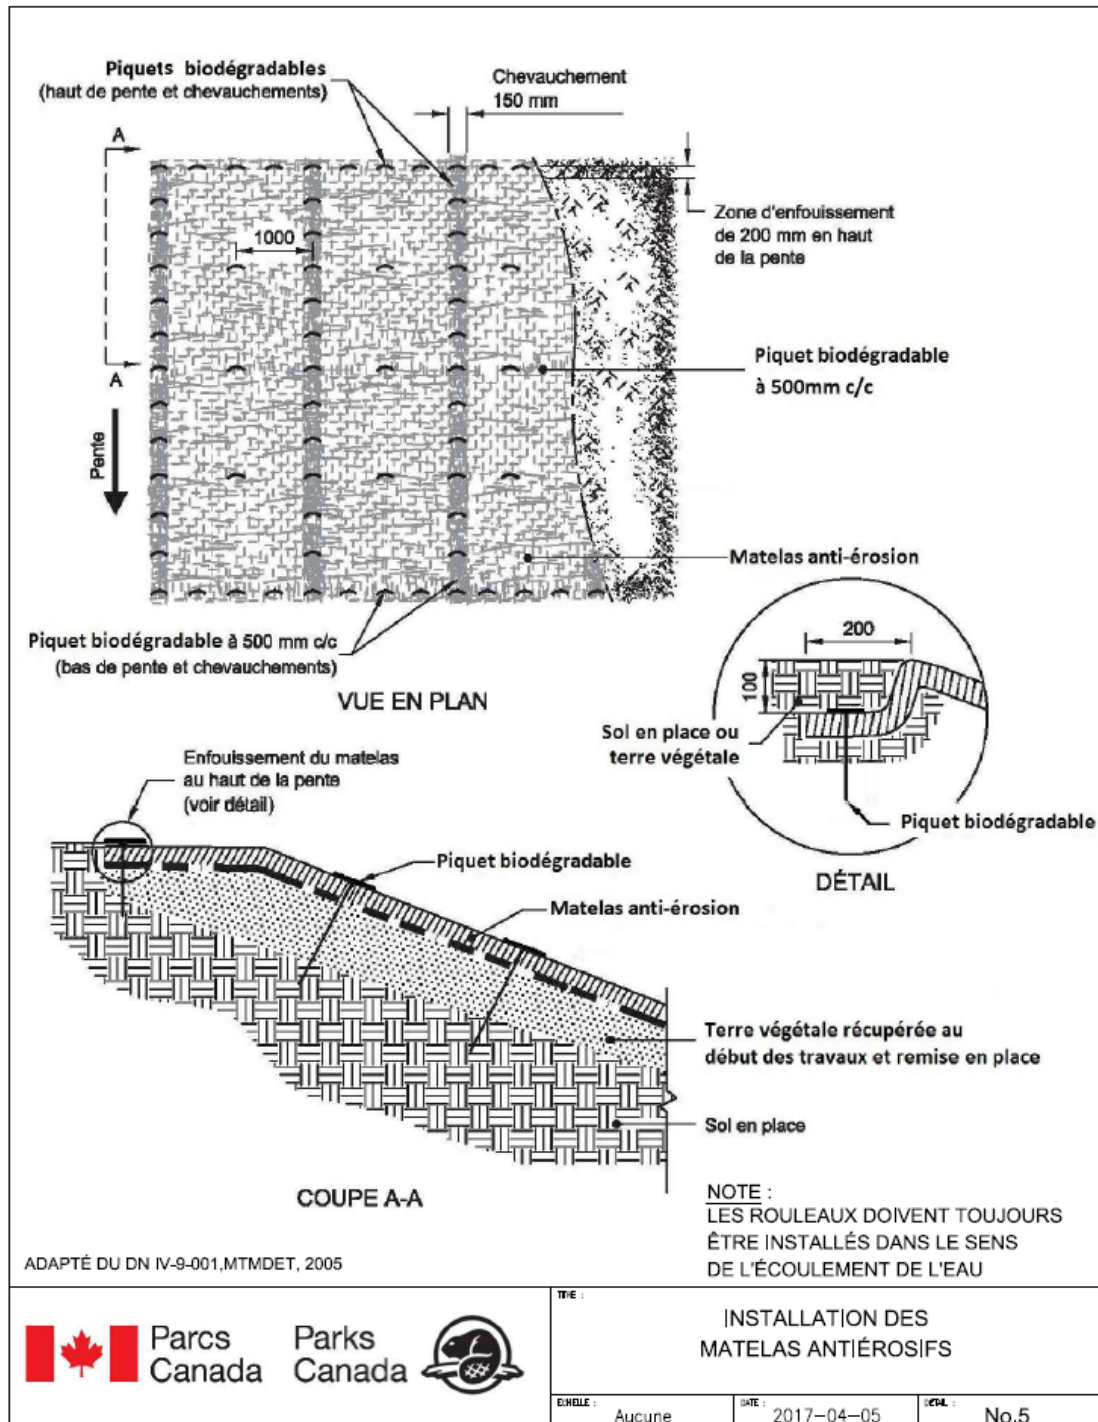 Piquets biodégradables
(haut de pente et chevauchements)
Chevauchement
150 mm
A
Zone d'enfouissement
de 200 mm en haut
de la pente
1000
Piquet biodégradable
à 500mm c/c
A
Pente
Matelas anti-érosion
Piquet biodégradable à 500 mm c/c
(bas de pente et chevauchements)
VUE EN PLAN
200
100
Sol en place ou
terre végétale
Piquet biodégradable
DÉTAIL
Enfouissement du matelas
au haut de la pente
(voir détail)
Piquet biodégradable
Matelas anti-érosion
Terre végétale récupérée au
début des travaux et remise en place
Sol en place
COUPE A-A
NOTE :
LES ROULEAUX DOIVENT TOUJOURS
ÊTRE INSTALLÉS DANS LE SENS
DE L'ÉCOULEMENT DE L'EAU
ADAPTÉ DU DN IV-9-001,MTMDET, 2005
Parcs
Canada
Parks
Canada
TITRE :
INSTALLATION DES
MATELAS ANTIÉROSIFS
ECHELLE :
Aucune
DATE :
2017-04-05
DETAIL :
No.5